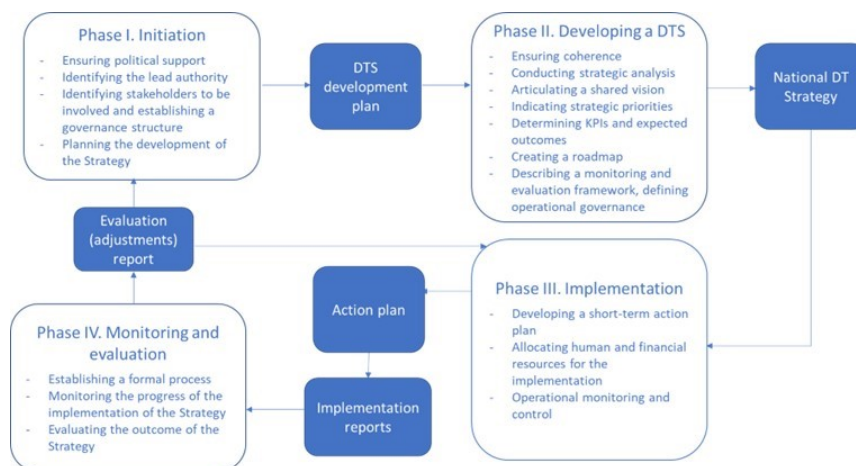 Phase I. Initiation
- Ensuring political support
- Identifying the lead authority
- Identifying stakeholders to be
involved and establishing a
governance structure
- Planning the development of
the Strategy
DTS
development
plan
Phase II. Developing a DTS
- Ensuring coherence
- Conducting strategic analysis
- Articulating a shared vision
- Indicating strategic priorities
- Determining KPIs and expected
outcomes
- Creating a roadmap
- Describing a monitoring and
evaluation framework, defining
operational governance
National DT
Strategy
Evaluation
(adjustments)
report
Phase III. Implementation
- Developing a short-term action
plan
- Allocating human and financial
resources for the
implementation
- Operational monitoring and
control
Action plan
Implementation
reports
Phase IV. Monitoring and
evaluation
- Establishing a formal process
- Monitoring the progress of the
implementation of the Strategy
- Evaluating the outcome of the
Strategy